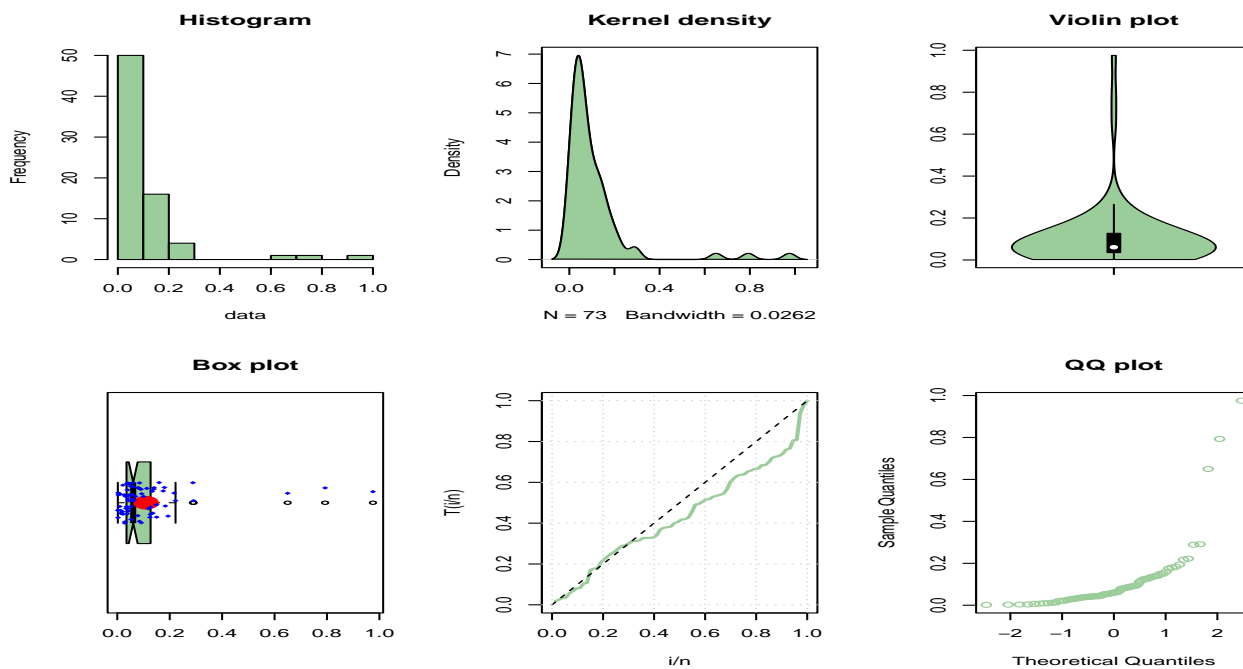 Histogram
Frequency
0 10 20 30 40 50
0.0 0.2 0.4 0.6 0.8 1.0
data
Kernel density
Density
0 1 2 3 4 5 6 7
0.0 0.4 0.8
N = 73 Bandwidth = 0.0262
Violin plot
0.0 0.2 0.4 0.6 0.8 1.0
Box plot
0.0 0.2 0.4 0.6 0.8 1.0
T(i/n)
0.0 0.2 0.4 0.6 0.8 1.0
0.0 0.2 0.4 0.6 0.8 1.0
i/n
QQ plot
Sample Quantiles
0.0 0.2 0.4 0.6 0.8 1.0
−2 −1 0 1 2
Theoretical Quantiles